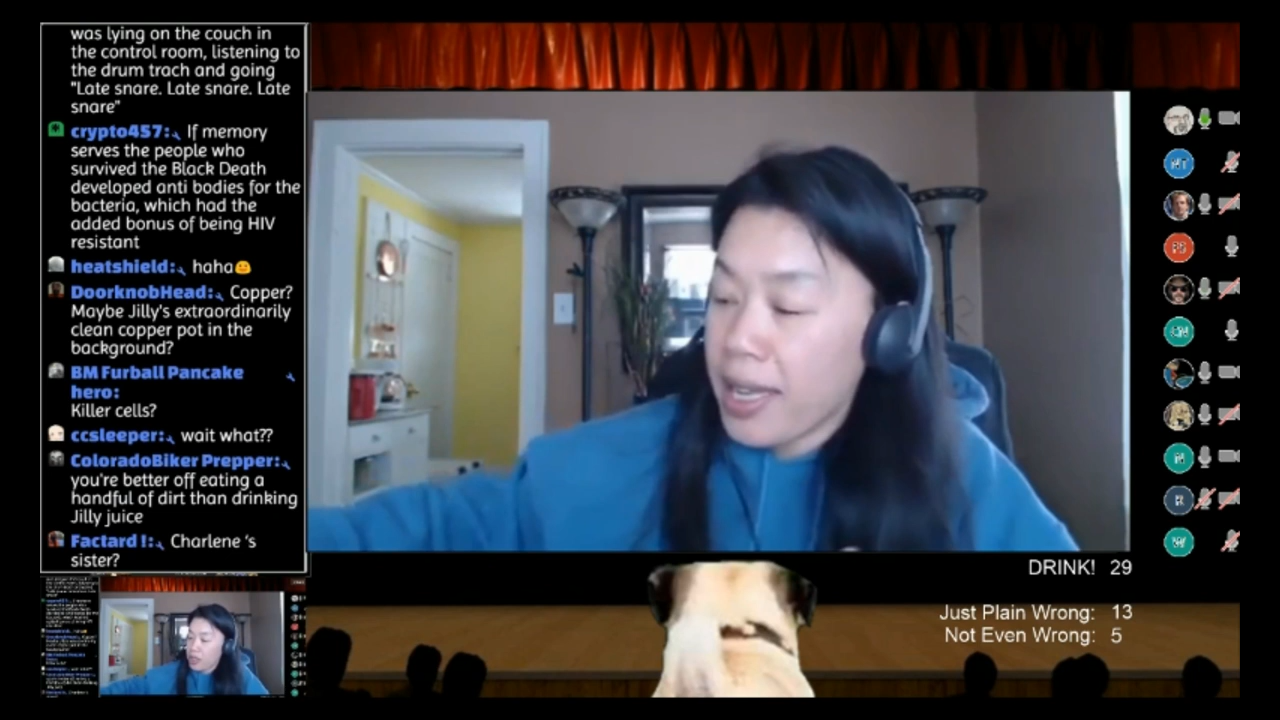 was lying on the couch in
the control room, listening to
the drum trach and going
"Late snare. Late snare. Late
snare"
crypto457: If memory
serves the people who
survived the Black Death
developed anti bodies for the
bacteria, which had the
added bonus of being HIV
resistant
heatshield: haha
DoorknobHead: Copper?
Maybe Jilly's extraordinarily
clean copper pot in the
background?
BM Furball Pancake
hero:
Killer cells?
ccsleeper: wait what??
ColoradoBiker Prepper:
you're better off eating a
handful of dirt than drinking
Jilly juice
Factard !: Charlene 's
sister?
DRINK! 29
Just Plain Wrong: 13
Not Even Wrong: 5